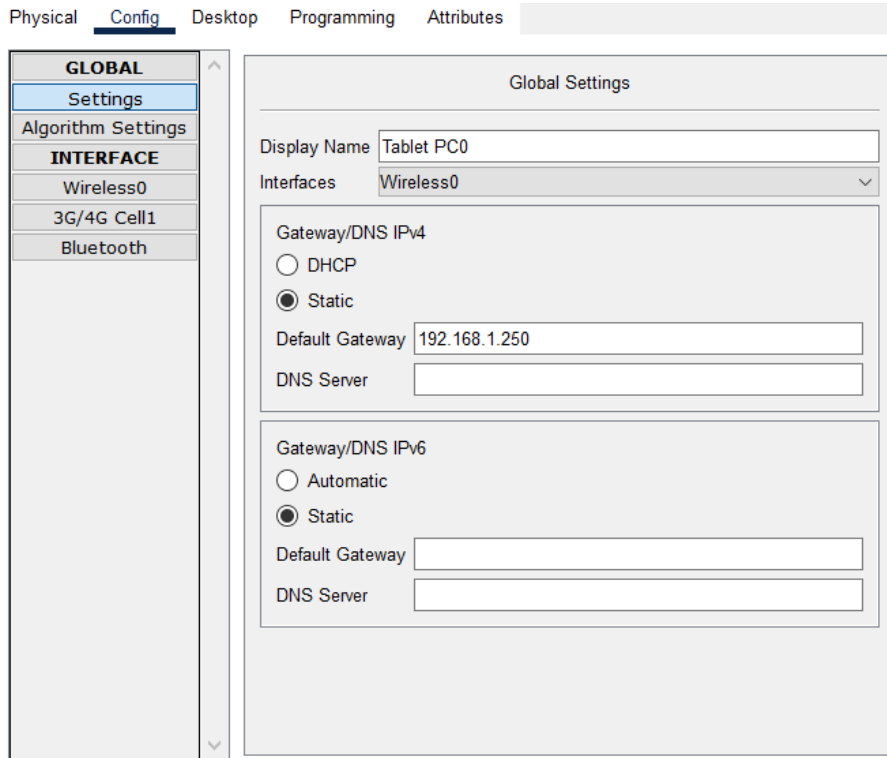 Physical Config Desktop Programming Attributes
GLOBAL
Settings
Algorithm Settings
INTERFACE
Wireless0
3G/4G Cell1
Bluetooth
Global Settings
Display Name Tablet PC0
Interfaces Wireless0
Gateway/DNS IPv4
DHCP
Static
Default Gateway 192.168.1.250
DNS Server
Gateway/DNS IPv6
Automatic
Static
Default Gateway
DNS Server